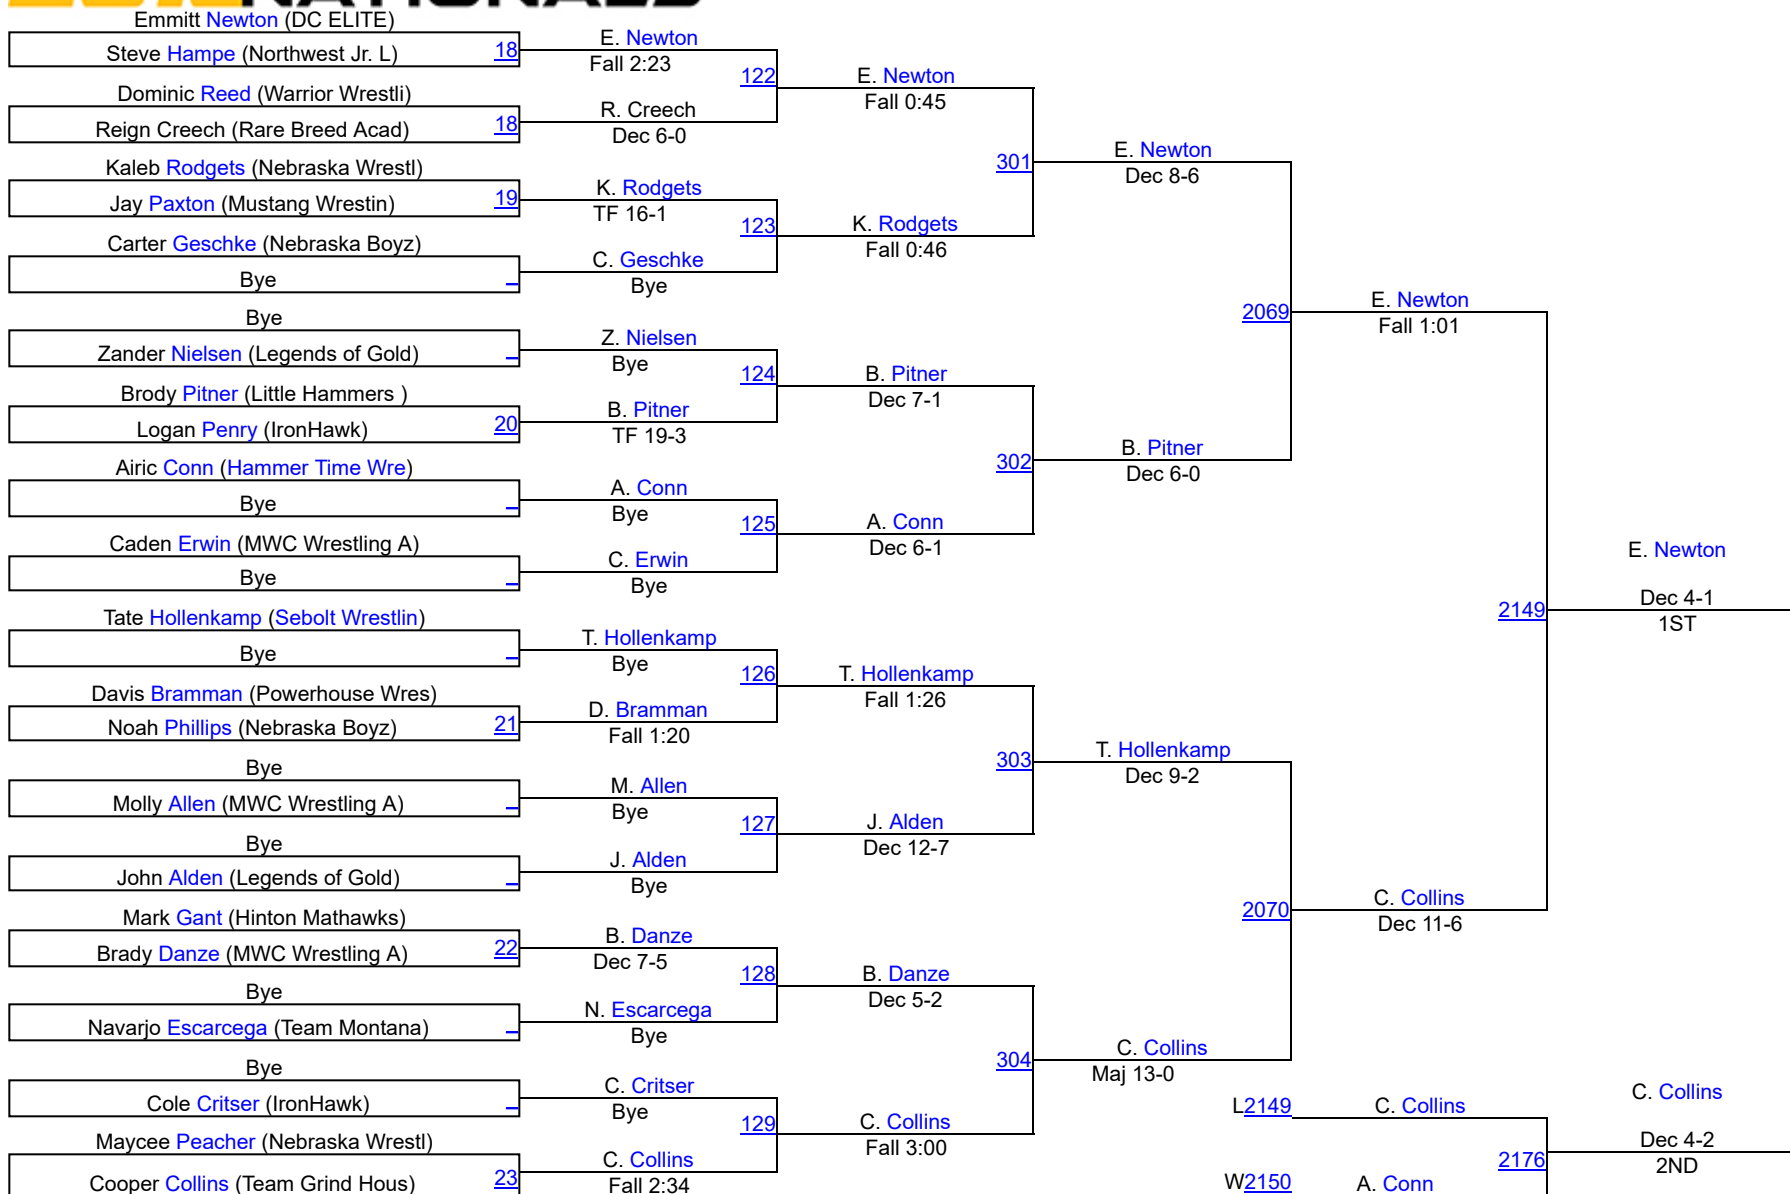 NATIONALS
Emmitt Newton (DC ELITE)
Steve Hampe (Northwest Jr. L)
18
Dominic Reed (Warrior Wrestli)
Reign Creech (Rare Breed Acad)
18
Kaleb Rodgets (Nebraska Wrestl)
Jay Paxton (Mustang Wrestin)
19
Carter Geschke (Nebraska Boyz)
Bye
Bye
Zander Nielsen (Legends of Gold)
Brody Pitner (Little Hammers )
Logan Penry (IronHawk)
20
Airic Conn (Hammer Time Wre)
Bye
Caden Erwin (MWC Wrestling A)
Bye
Tate Hollenkamp (Sebolt Wrestlin)
Bye
Davis Bramman (Powerhouse Wres)
Noah Phillips (Nebraska Boyz)
21
Bye
Molly Allen (MWC Wrestling A)
Bye
John Alden (Legends of Gold)
Mark Gant (Hinton Mathawks)
Brady Danze (MWC Wrestling A)
22
Bye
Navarjo Escarcega (Team Montana)
Bye
Cole Critser (IronHawk)
Maycee Peacher (Nebraska Wrestl)
Cooper Collins (Team Grind Hous)
23
E. Newton
Fall 2:23
122
R. Creech
Dec 6-0
K. Rodgets
TF 16-1
123
C. Geschke
Bye
Z. Nielsen
Bye
124
B. Pitner
TF 19-3
A. Conn
Bye
125
C. Erwin
Bye
T. Hollenkamp
Bye
126
D. Bramman
Fall 1:20
M. Allen
Bye
127
J. Alden
Bye
B. Danze
Dec 7-5
128
N. Escarcega
Bye
C. Critser
Bye
129
C. Collins
Fall 2:34
E. Newton
Fall 0:45
301
K. Rodgets
Fall 0:46
B. Pitner
Dec 7-1
302
A. Conn
Dec 6-1
T. Hollenkamp
Fall 1:26
303
J. Alden
Dec 12-7
B. Danze
Dec 5-2
304
C. Collins
Fall 3:00
E. Newton
Dec 8-6
2069
B. Pitner
Dec 6-0
T. Hollenkamp
Dec 9-2
2070
C. Collins
Maj 13-0
E. Newton
Fall 1:01
2149
C. Collins
Dec 11-6
E. Newton
Dec 4-1
1ST
L2149
C. Collins
2176
W2150
A. Conn
C. Collins
Dec 4-2
2ND